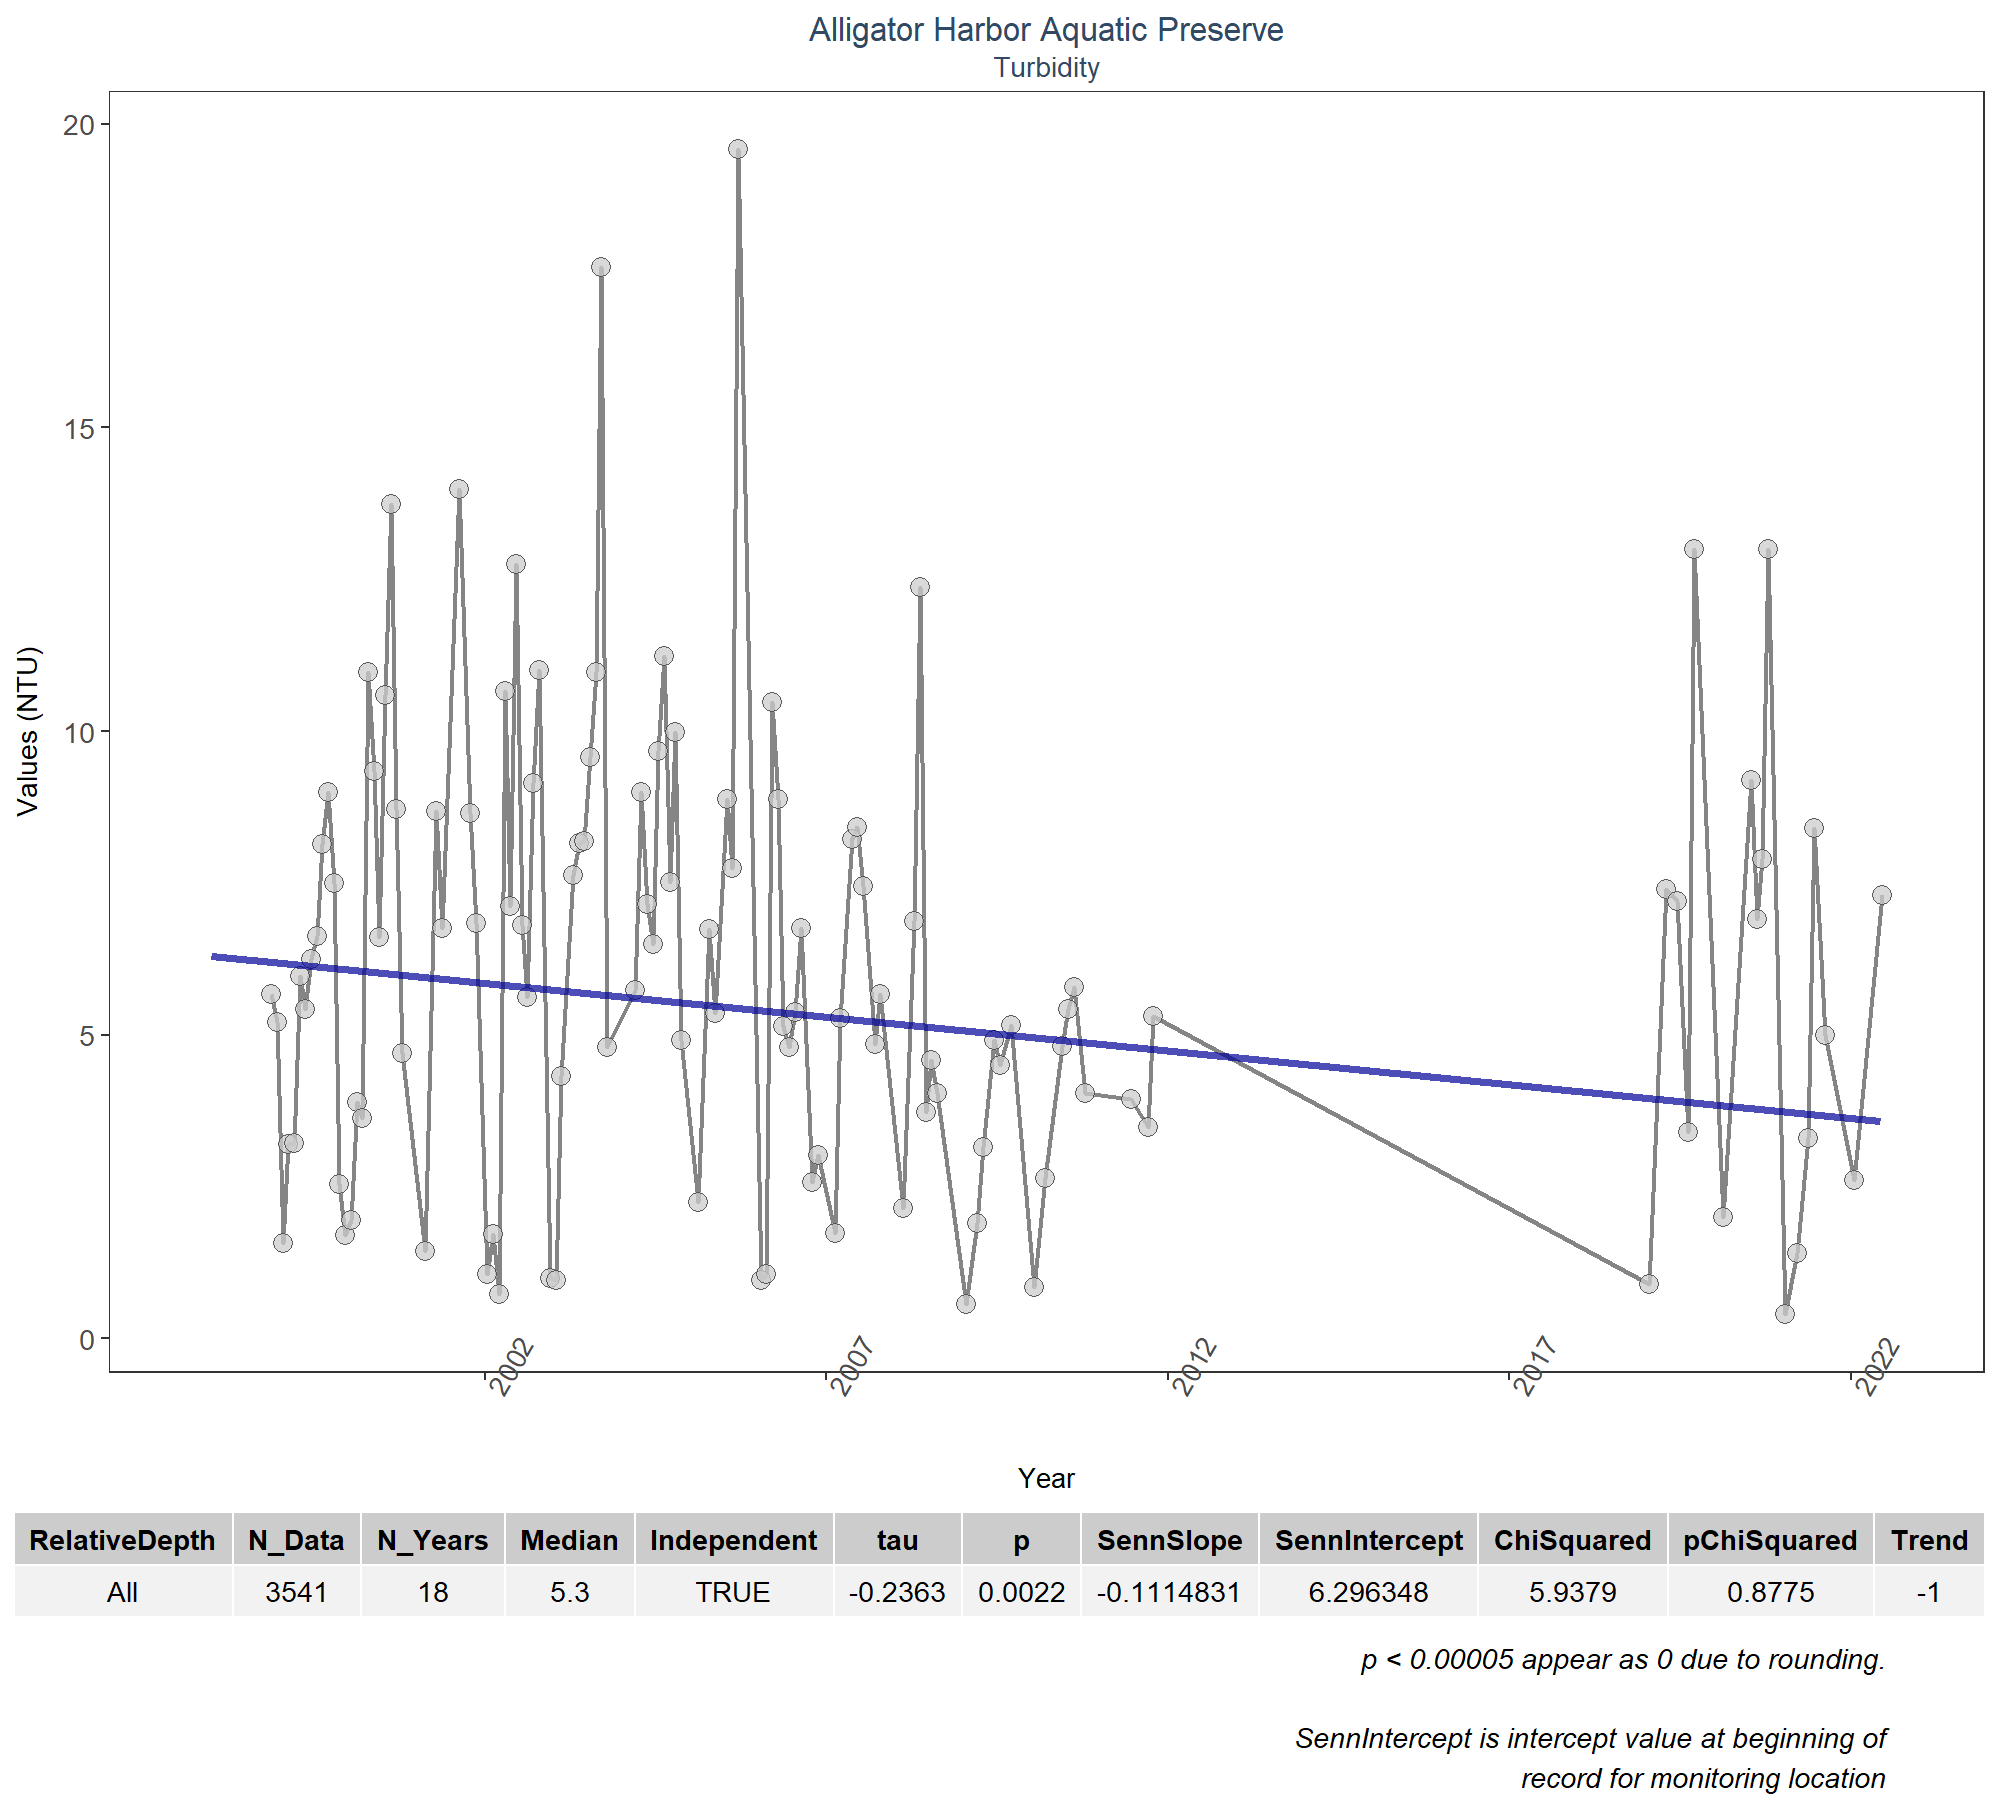 Alligator Harbor Aquatic Preserve
Turbidity
20
15
10
5
0
Values (NTU)
2002
2007
2012
2017
2022
Year
RelativeDepth N_Data N_Years Median Independent tau p SennSlope SennIntercept ChiSquared pChiSquared Trend
All 3541 18 5.3 TRUE -0.2363 0.0022 -0.1114831 6.296348 5.9379 0.8775 -1
p < 0.00005 appear as 0 due to rounding.
SennIntercept is intercept value at beginning of
record for monitoring location